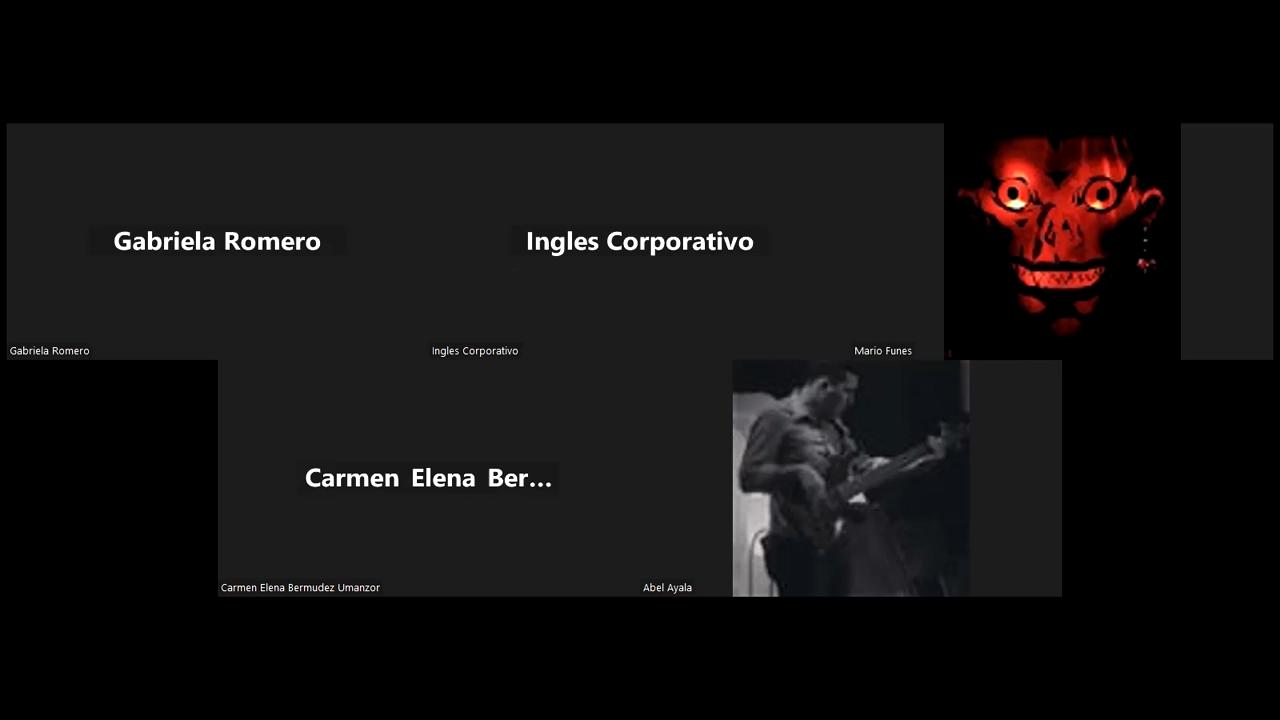 Gabriela Romero
Ingles Corporativo
Gabriela Romero
Ingles Corporativo
Mario Funes
Carmen Elena Ber...
Carmen Elena Bermudez Umanzor
Abel Ayala